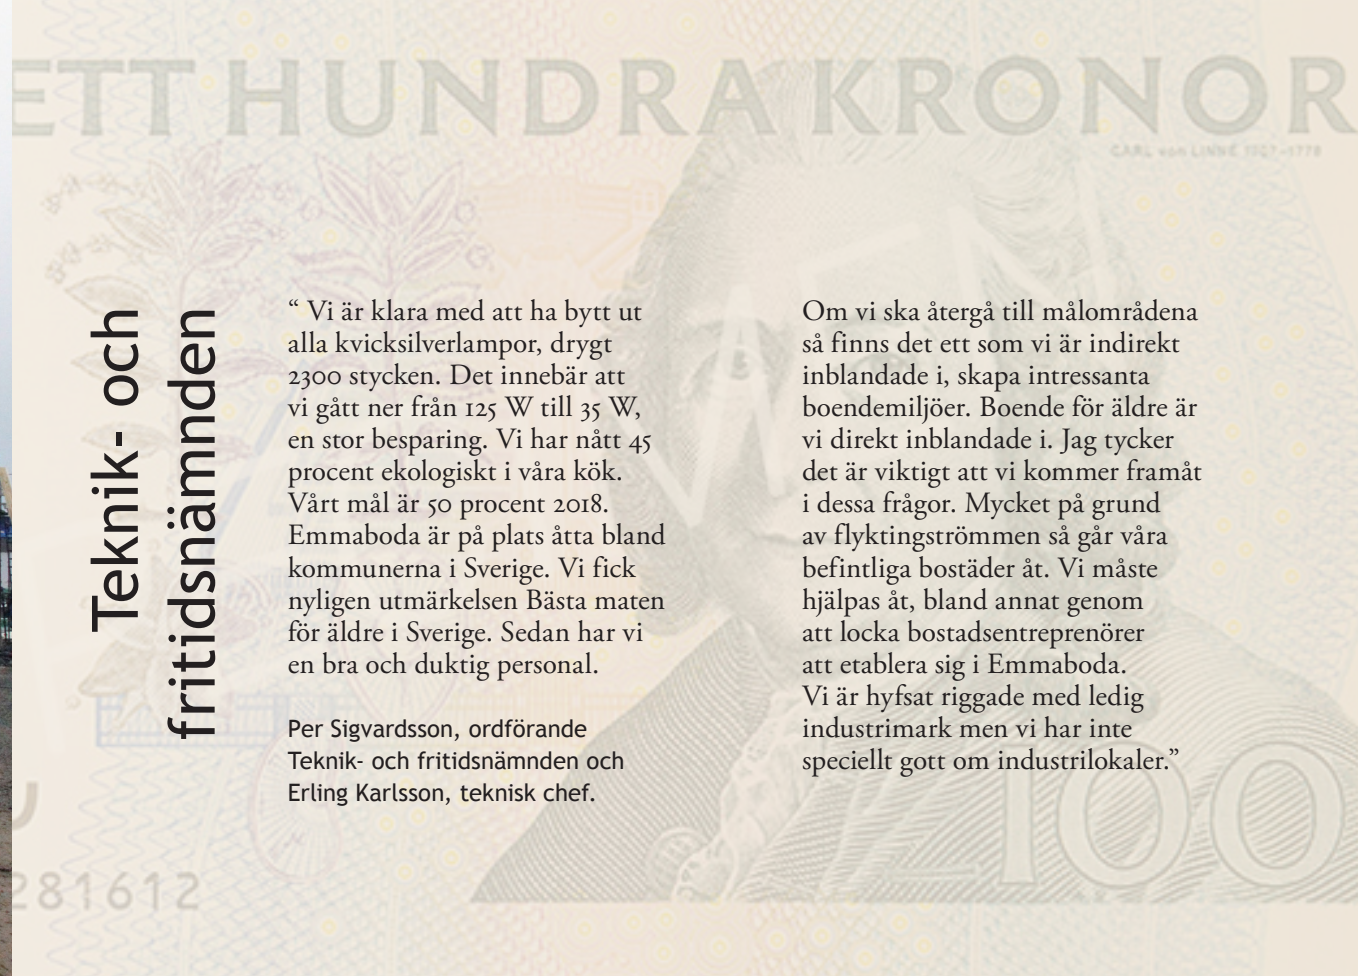 ETT HUNDRA KRONOR
CARL von LINNÉ 1707–1778
Teknik- och
fritidsnämnden
“ Vi är klara med att ha bytt ut
alla kvicksilverlampor, drygt
2300 stycken. Det innebär att
vi gått ner från 125 W till 35 W,
en stor besparing. Vi har nått 45
procent ekologiskt i våra kök.
Vårt mål är 50 procent 2018.
Emmaboda är på plats åtta bland
kommunerna i Sverige. Vi fick
nyligen utmärkelsen Bästa maten
för äldre i Sverige. Sedan har vi
en bra och duktig personal.
Per Sigvardsson, ordförande
Teknik- och fritidsnämnden och
Erling Karlsson, teknisk chef.
Om vi ska återgå till målområdena
så finns det ett som vi är indirekt
inblandade i, skapa intressanta
boendemiljöer. Boende för äldre är
vi direkt inblandade i. Jag tycker
det är viktigt att vi kommer framåt
i dessa frågor. Mycket på grund
av flyktingströmmen så går våra
befintliga bostäder åt. Vi måste
hjälpas åt, bland annat genom
att locka bostadsentreprenörer
att etablera sig i Emmaboda.
Vi är hyfsat riggade med ledig
industrimark men vi har inte
speciellt gott om industrilokaler.”
100
281612